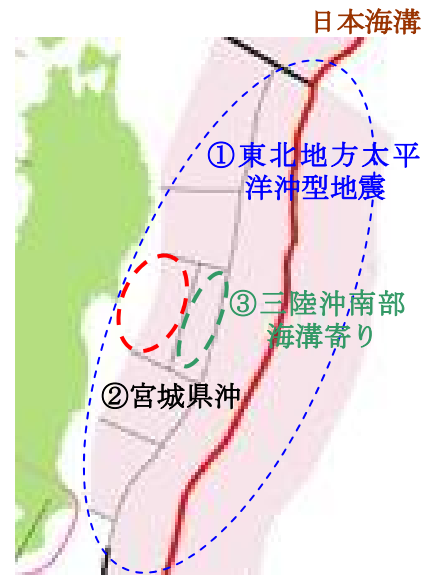 日本海溝
①東北地方太平
洋沖型地震
③三陸沖南部
海溝寄り
②宮城県沖